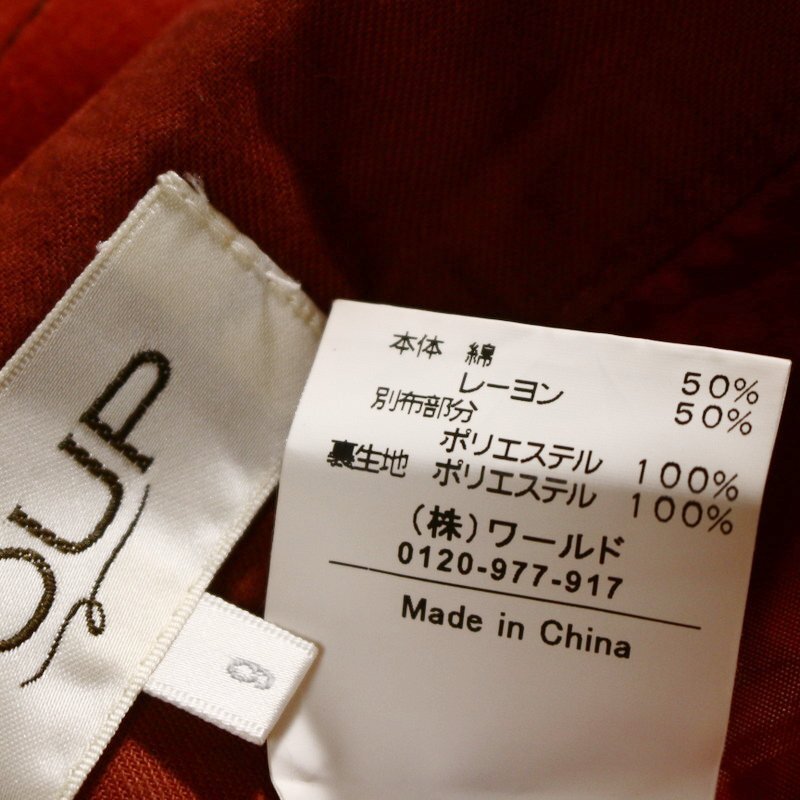 OUP
9
本体 綿 50%
レーヨン 50%
別布部分
ポリエステル 100%
裏生地 ポリエステル 100%
(株)ワールド
0120-977-917
Made in China